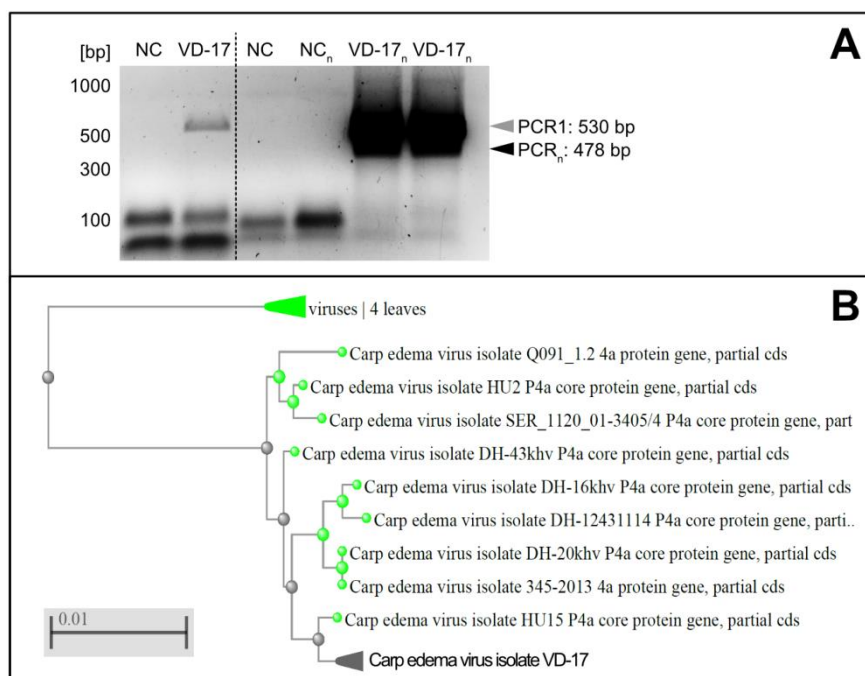 A
[bp] NC VD-17 NC NCn VD-17n VD-17n
1000
500
300
100
PCR1: 530 bp
PCRn: 478 bp
B
viruses | 4 leaves
Carp edema virus isolate Q091_1.2 4a protein gene, partial cds
Carp edema virus isolate HU2 P4a core protein gene, partial cds
Carp edema virus isolate SER_1120_01-3405/4 P4a core protein gene, part
Carp edema virus isolate DH-43khv P4a core protein gene, partial cds
Carp edema virus isolate DH-16khv P4a core protein gene, partial cds
Carp edema virus isolate DH-12431114 P4a core protein gene, parti..
Carp edema virus isolate DH-20khv P4a core protein gene, partial cds
Carp edema virus isolate 345-2013 4a protein gene, partial cds
Carp edema virus isolate HU15 P4a core protein gene, partial cds
Carp edema virus isolate VD-17
0.01